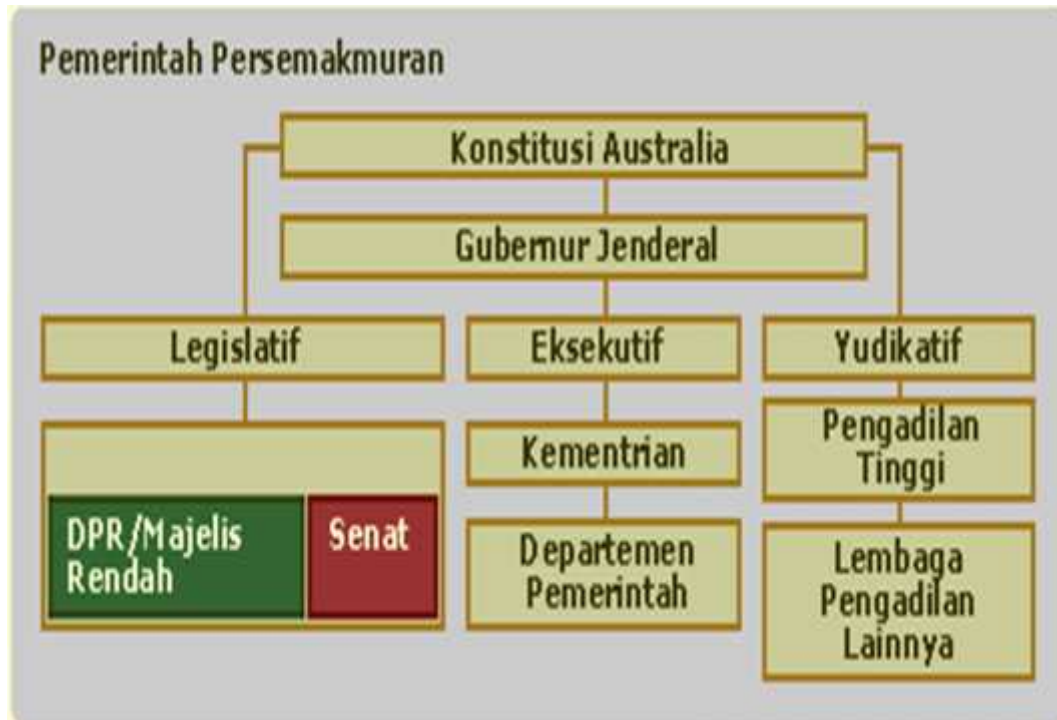 Pemerintah Persemakmuran
Konstitusi Australia
Gubernur Jenderal
Legislatif
Eksekutif
Yudikatif
DPR/Majelis
Rendah
Senat
Kementrian
Departemen
Pemerintah
Pengadilan
Tinggi
Lembaga
Pengadilan
Lainnya